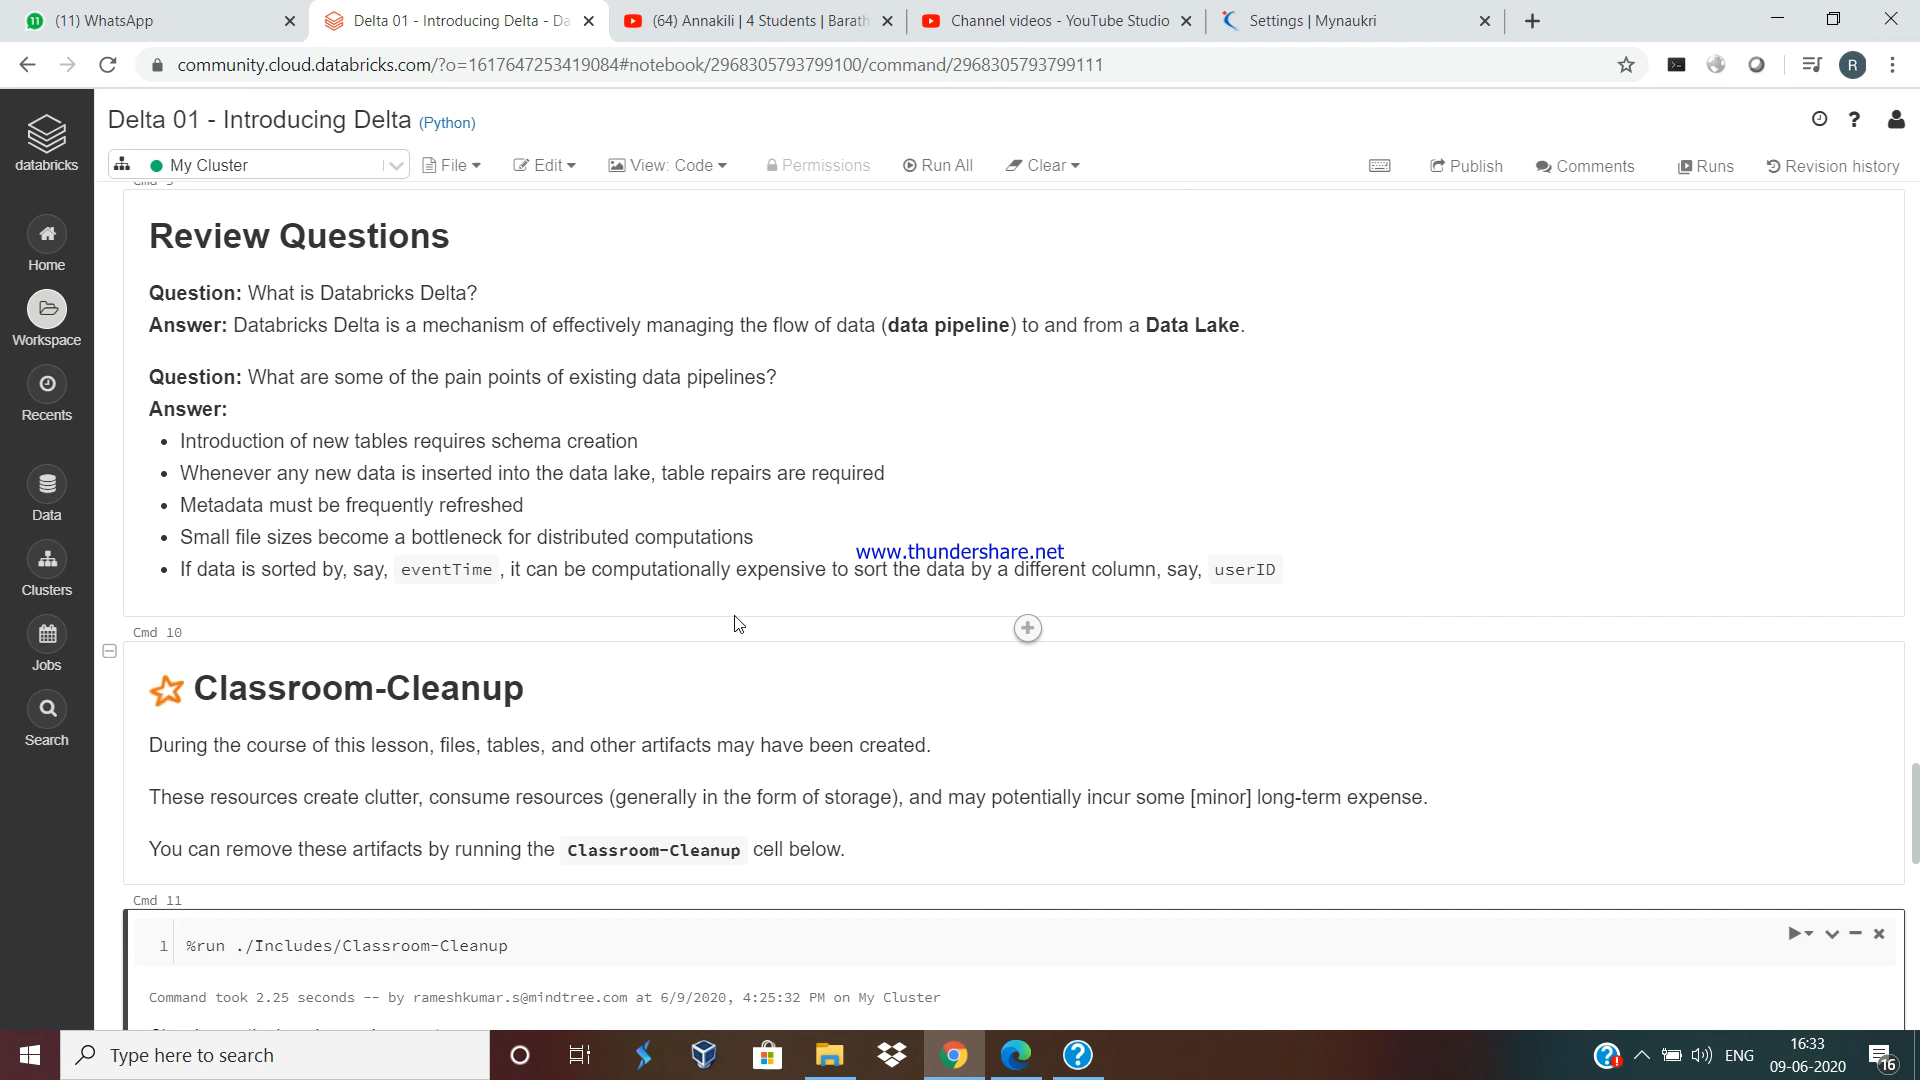 (11) WhatsApp
Delta 01 - Introducing Delta - Da
(64) Annakili | 4 Students | Barath
Channel videos - YouTube Studio
Settings | Mynaukri
community.cloud.databricks.com/?o=1617647253419084#notebook/2968305793799100/command/2968305793799111
R
databricks
Home
Workspace
Recents
Data
Clusters
Jobs
Search
Delta 01 - Introducing Delta (Python)
My Cluster
File
Edit
View: Code
Permissions
Run All
Clear
Publish
Comments
Runs
Revision history
Review Questions
Question: What is Databricks Delta?
Answer: Databricks Delta is a mechanism of effectively managing the flow of data (data pipeline) to and from a Data Lake.
Question: What are some of the pain points of existing data pipelines?
Answer:
• Introduction of new tables requires schema creation
• Whenever any new data is inserted into the data lake, table repairs are required
• Metadata must be frequently refreshed
• Small file sizes become a bottleneck for distributed computations
www.thundershare.net
• If data is sorted by, say, eventTime , it can be computationally expensive to sort the data by a different column, say, userID
Cmd 10
Classroom-Cleanup
During the course of this lesson, files, tables, and other artifacts may have been created.
These resources create clutter, consume resources (generally in the form of storage), and may potentially incur some [minor] long-term expense.
You can remove these artifacts by running the Classroom-Cleanup cell below.
Cmd 11
1 %run ./Includes/Classroom-Cleanup
Command took 2.25 seconds -- by rameshkumar.s@mindtree.com at 6/9/2020, 4:25:32 PM on My Cluster
Type here to search
ENG
16:33
09-06-2020
16